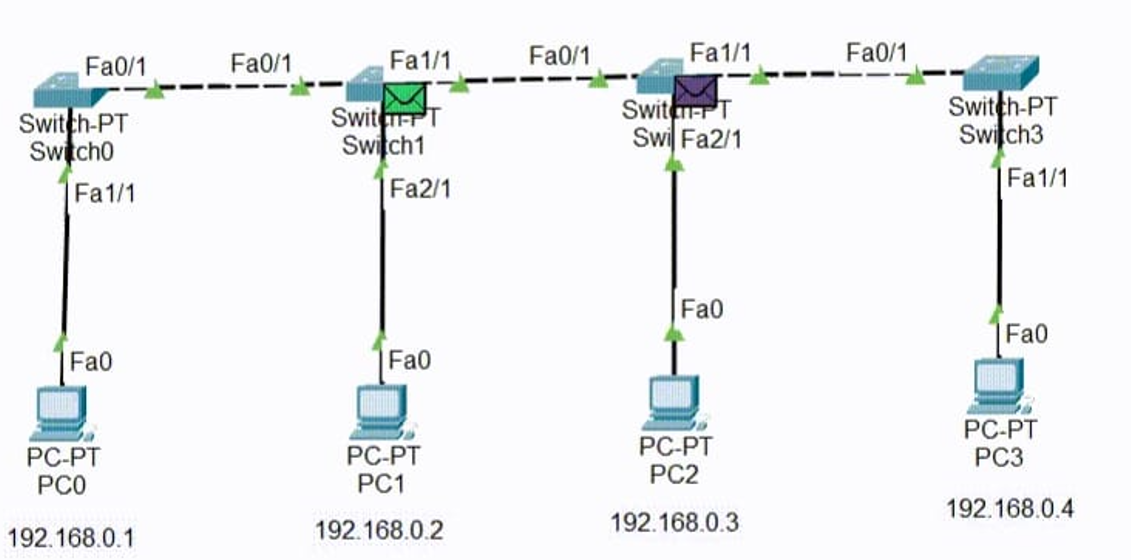 Fa0/1
Fa0/1
Fa1/1
Fa0/1
Fa1/1
Fa0/1
Switch-PT
Switch0
Switch-PT
Switch1
Switch-PT
Swi
Fa2/1
Switch-PT
Switch3
Fa1/1
Fa2/1
Fa1/1
Fa0
Fa0
Fa0
Fa0
PC-PT
PC0
PC-PT
PC1
PC-PT
PC2
PC-PT
PC3
192.168.0.1
192.168.0.2
192.168.0.3
192.168.0.4